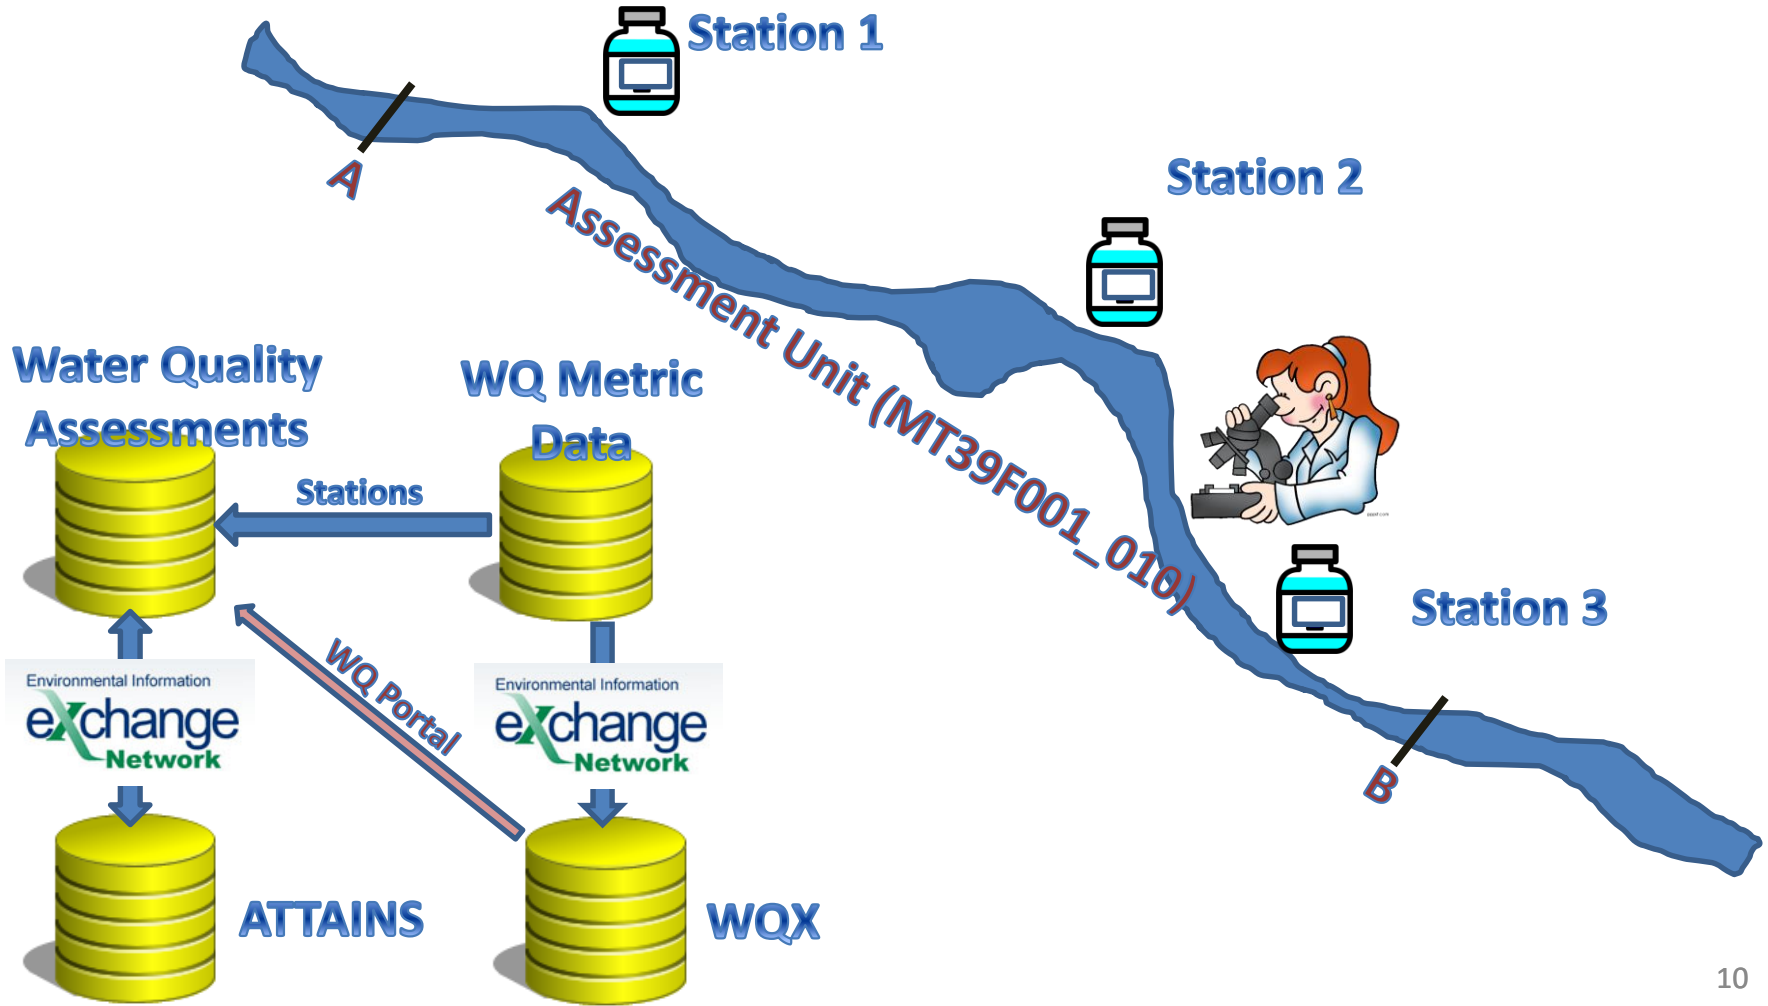 Station 1
A
Station 2
Assessment Unit (MT39F001_010)
Water Quality
Assessments
WQ Metric
Data
Stations
Station 3
WQ Portal
Environmental Information
eXchange
Network
Environmental Information
eXchange
Network
B
ATTAINS
WQX
10